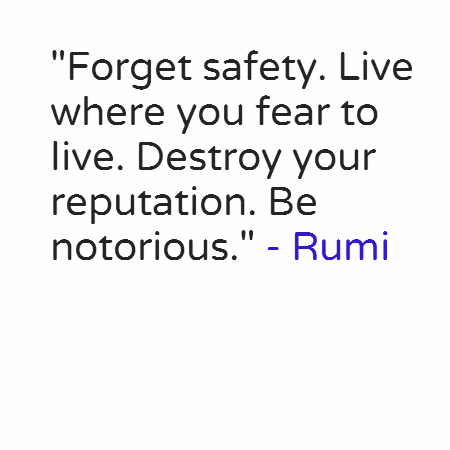 "Forget safety. Live
where you fear to
live. Destroy your
reputation. Be
notorious." - Rumi